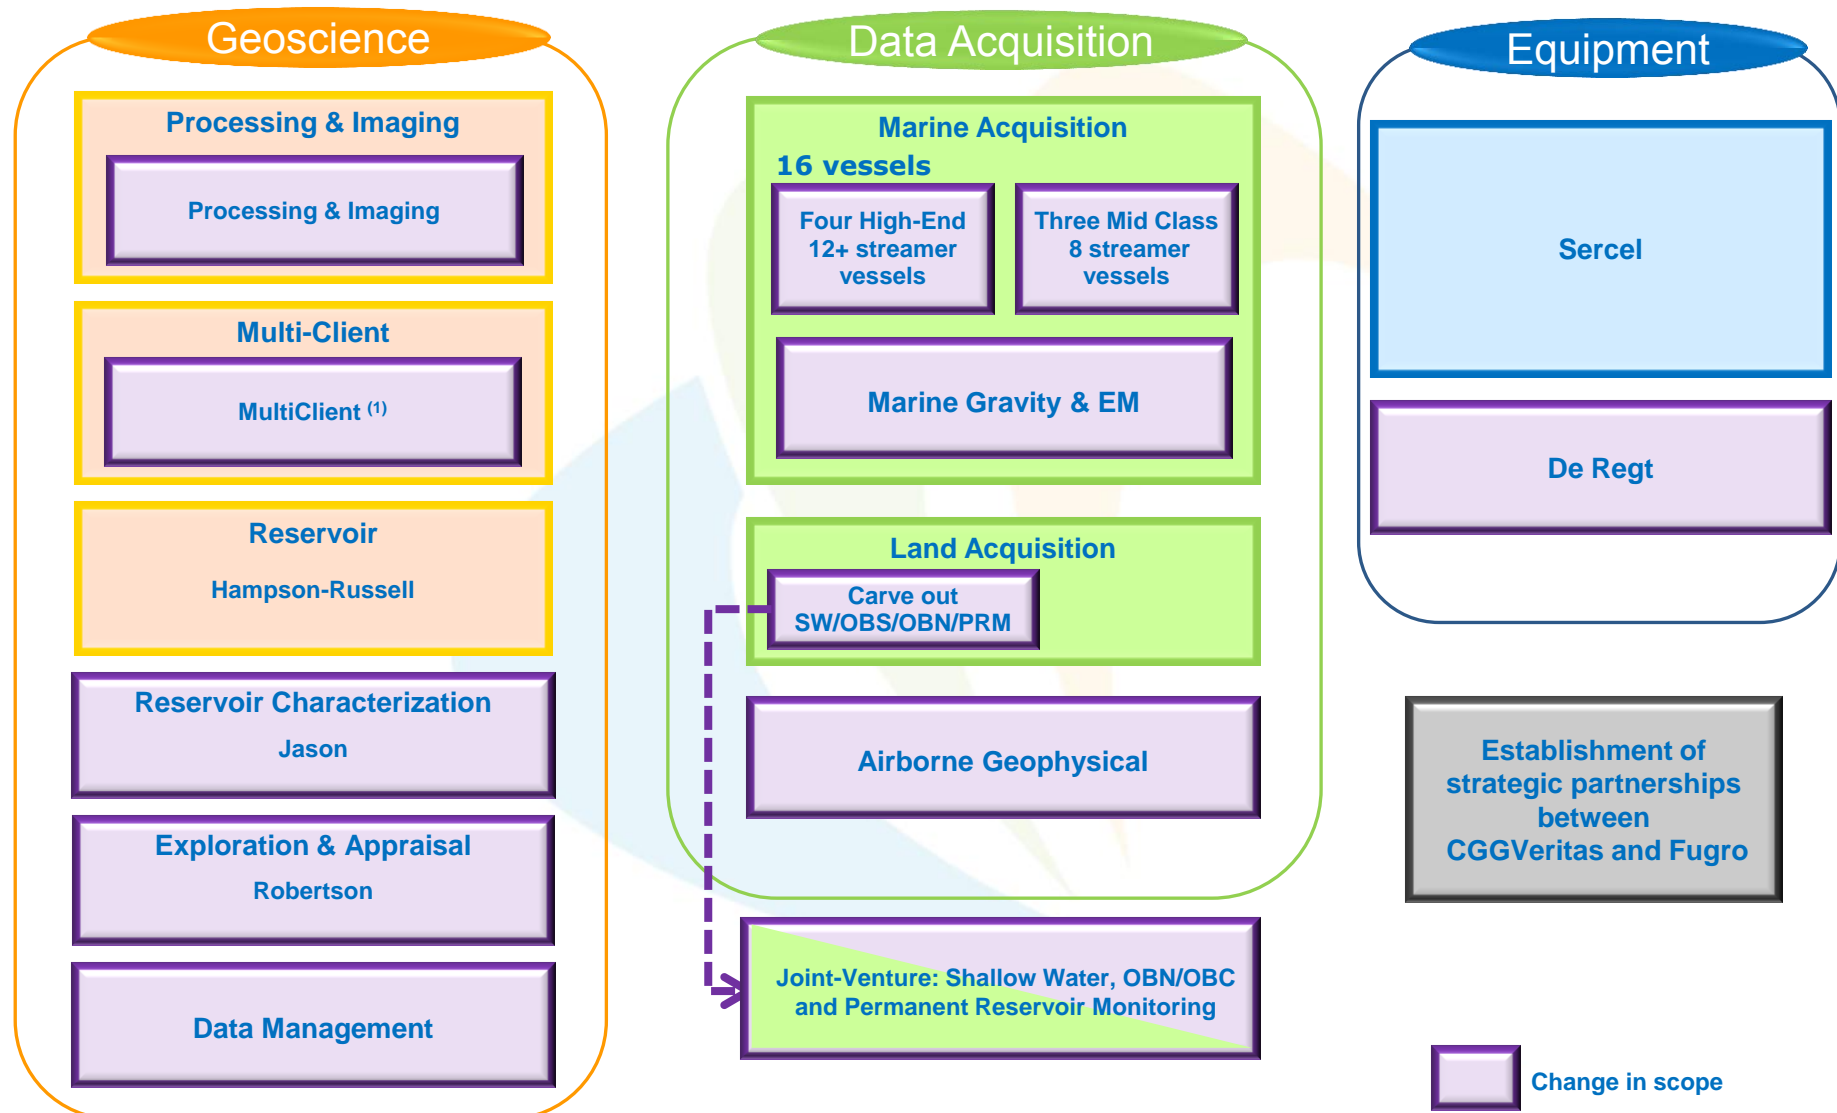 Geoscience
Processing & Imaging
Processing & Imaging
Multi-Client
MultiClient (1)
Reservoir
Hampson-Russell
Reservoir Characterization
Jason
Exploration & Appraisal
Robertson
Data Management
Data Acquisition
Marine Acquisition
16 vessels
Four High-End
12+ streamer
vessels
Three Mid Class
8 streamer
vessels
Marine Gravity & EM
Land Acquisition
Carve out
SW/OBS/OBN/PRM
Airborne Geophysical
Joint-Venture: Shallow Water, OBN/OBC
and Permanent Reservoir Monitoring
Equipment
Sercel
De Regt
Establishment of
strategic partnerships
between
CGGVeritas and Fugro
Change in scope